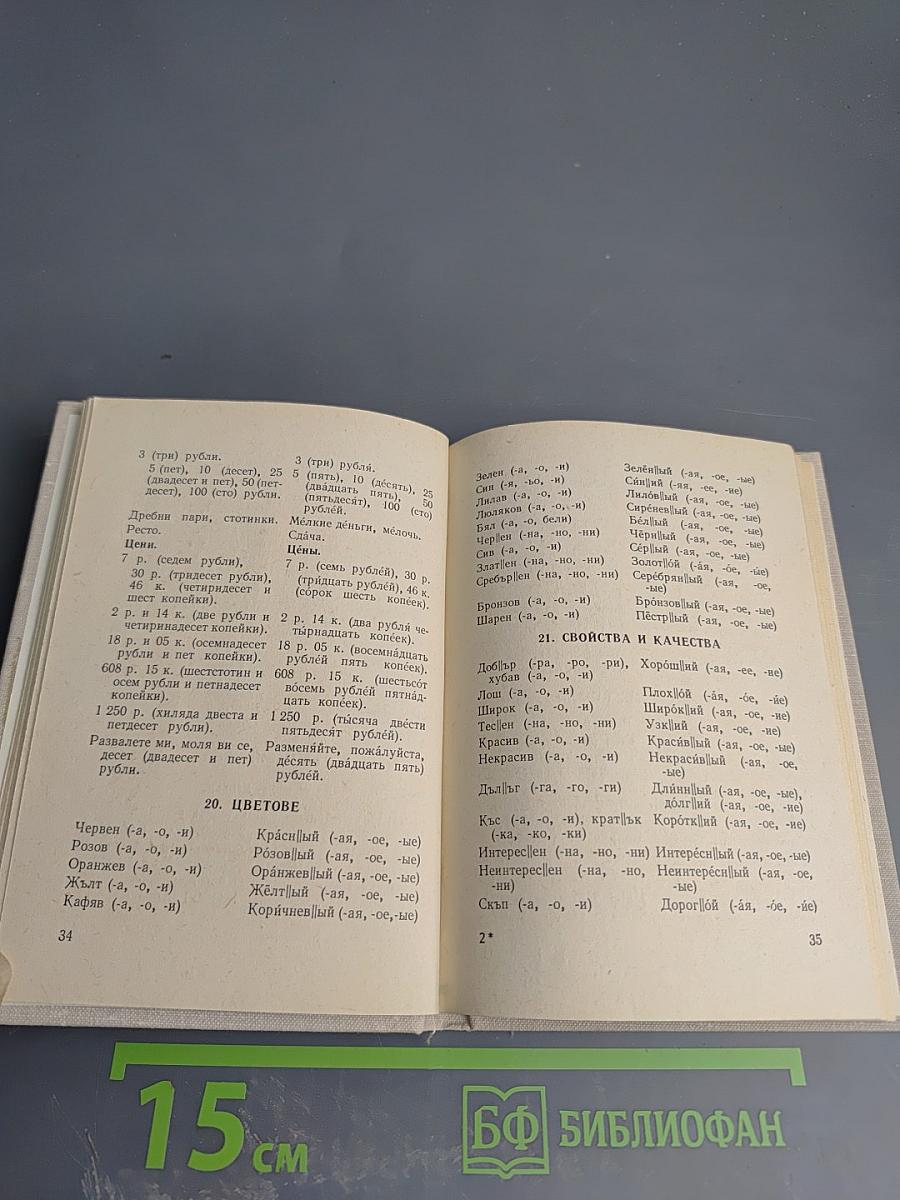 3 (три) рубли.
5 (пет), 10 (десет), 25
(двадесет и пет), 50 (пет-
десет), 100 (сто) рубли.
Дребни пари, стотинки.
Ресто.
Цени.
7 р. (седем рубли),
30 р. (тридесет рубли),
46 к. (четиридесет и
шест копейки).
2 р. и 14 к. (две рубли и
четиринадесет копейки).
18 р. и 05 к. (осемнадесет
рубли и пет копейки).
608 р. 15 к. (шестстотин и
осем рубли и петнадесет
копейки).
1 250 р. (хиляда двеста и
петдесет рубли).
Развалете ми, моля ви се,
десет (двадесет и пет)
рубли.
3 (три) рубля́.
5 (пять), 10 (де́сять), 25
(два́дцать пять), 50
(пятьдеся́т), 100 (сто)
рубле́й.
Ме́лкие де́ньги, ме́лочь.
Сда́ча.
Це́ны.
7 р. (семь рубле́й), 30 р.
(три́дцать рубле́й), 46 к.
(со́рок шесть копе́ек).
2 р. 14 к. (два рубля́ че-
ты́рнадцать копе́ек).
18 р. 05 к. (восемна́дцать
рубле́й пять копе́ек).
608 р. 15 к. (шестьсо́т
во́семь рубле́й пятна́д-
цать копе́ек).
1 250 р. (ты́сяча две́сти
пятьдеся́т рубле́й).
Разменя́йте, пожа́луйста,
де́сять (два́дцать пять)
рубле́й.
20. ЦВЕТОВЕ
Червен (-а, -о, -и)
Розов (-а, -о, -и)
Оранжев (-а, -о, -и)
Жълт (-а, -о, -и)
Кафяв (-а, -о, -и)
Кра́сн||ый (-ая, -ое, -ые)
Ро́зов||ый (-ая, -ое, -ые)
Ора́нжев||ый (-ая, -ое, -ые)
Жёлт||ый (-ая, -ое, -ые)
Кори́чнев||ый (-ая, -ое,-ые)
34
Зелен (-а, -о, -и)
Син (-я, -ьо, -и)
Лилав (-а, -о, -и)
Люляков (-а, -о, -и)
Бял (-а, -о, бели)
Чер||ен (-на, -но, -ни)
Сив (-а, -о, -и)
Злат||ен (-на, -но, -ни)
Сребър||ен (-на, -но, -ни)
Бронзов (-а, -о, -и)
Шарен (-а, -о, -и)
Зелён||ый (-ая, -ое, -ые)
Си́н||ий (-яя, -ее, -ие)
Лило́в||ый (-ая, -ое, -ые)
Сире́нев||ый (-ая, -ое, -ые)
Бе́л||ый (-ая, -ое, -ые)
Чёрн||ый (-ая, -ое, -ые)
Се́р||ый (-ая, -ое, -ые)
Золот||о́й (-а́я, -о́е, -ы́е)
Сере́брян||ый (-ая, -ое,
-ые)
Бро́нзов||ый (-ая, -ое, -ые)
Пёстр||ый (-ая, -ое, -ые)
21. СВОЙСТВА И КАЧЕСТВА
Доб||ър (-ра, -ро, -ри),
хубав (-а, -о, -и)
Лош (-а, -о, -и)
Широк (-а, -о, -и)
Тес||ен (-на, -но, -ни)
Красив (-а, -о, -и)
Некрасив (-а, -о, -и)
Дъл||ъг (-га, -го, -ги)
Къс (-а, -о, -и), крат||ък
(-ка, -ко, -ки)
Интерес||ен (-на, -но, -ни)
Неинтерес||ен (-на, -но,
-ни)
Скъп (-а, -о, -и)
Хоро́ш||ий (-ая, -ее, -ие)
Плох||о́й (-а́я, -о́е, -и́е)
Широ́к||ий (-ая, -ое, -ие)
Узк||ий (-ая, -ое, -ие)
Краси́в||ый (-ая, -ое, -ые)
Некраси́в||ый (-ая, -ое,
-ые)
Дли́нн||ый (-ая, -ое, -ые),
до́лг||ий (-ая, -ое, -ие)
Коро́тк||ий (-ая, -ое, -ие)
Интере́сн||ый (-ая, -ое, -ые)
Неинтере́сн||ый (-ая, -ое,
-ые)
Дорог||о́й (-а́я, -о́е, -и́е)
2*
35
15 см
БФ БИБЛИОФАН